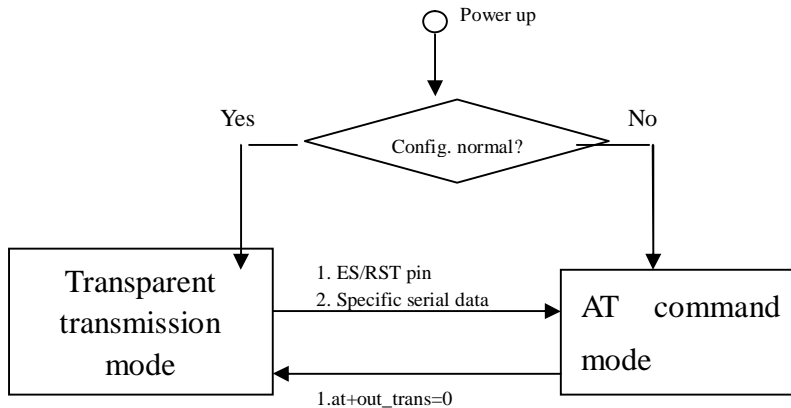 Power up
Yes
No
Config. normal?
Transparent
transmission
mode
1. ES/RST pin
2. Specific serial data
AT command
mode
1.at+out_trans=0